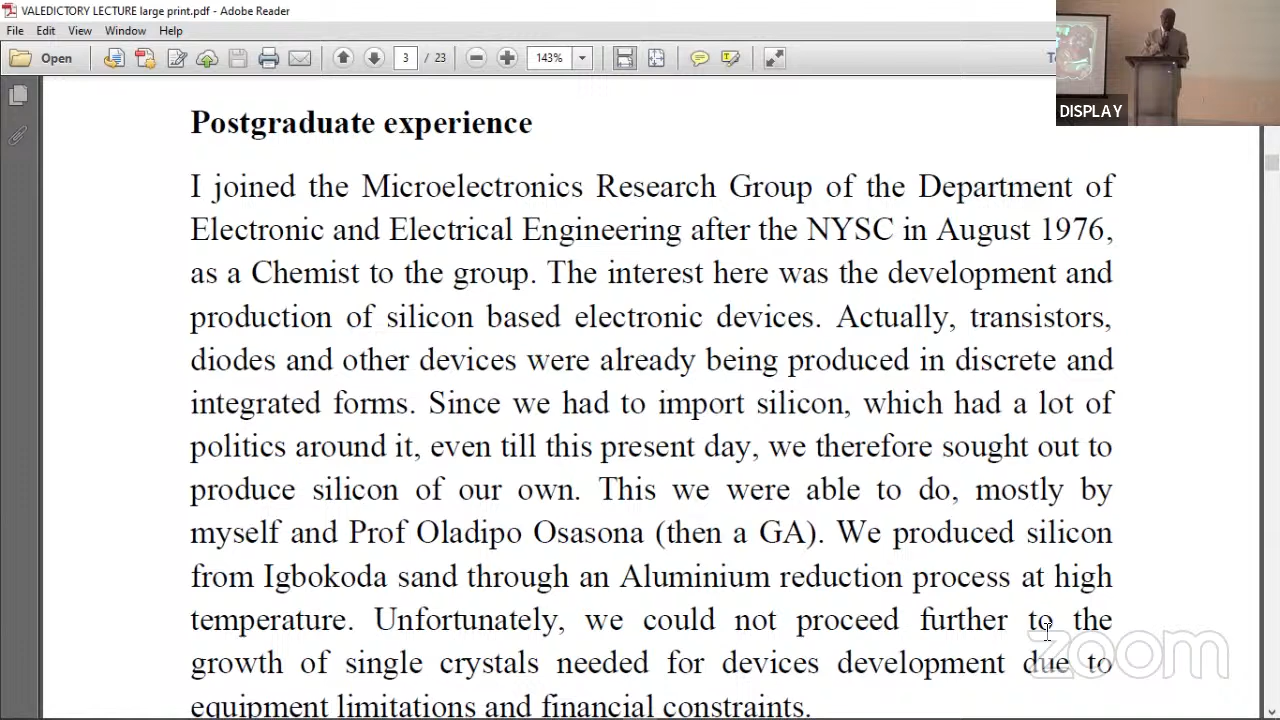 VALEDICTORY LECTURE large print.pdf - Adobe Reader
File Edit View Window Help
Open 3 / 23 143%
DISPLAY
Postgraduate experience
I joined the Microelectronics Research Group of the Department of
Electronic and Electrical Engineering after the NYSC in August 1976,
as a Chemist to the group. The interest here was the development and
production of silicon based electronic devices. Actually, transistors,
diodes and other devices were already being produced in discrete and
integrated forms. Since we had to import silicon, which had a lot of
politics around it, even till this present day, we therefore sought out to
produce silicon of our own. This we were able to do, mostly by
myself and Prof Oladipo Osasona (then a GA). We produced silicon
from Igbokoda sand through an Aluminium reduction process at high
temperature. Unfortunately, we could not proceed further to the
growth of single crystals needed for devices development due to
equipment limitations and financial constraints.
zoom